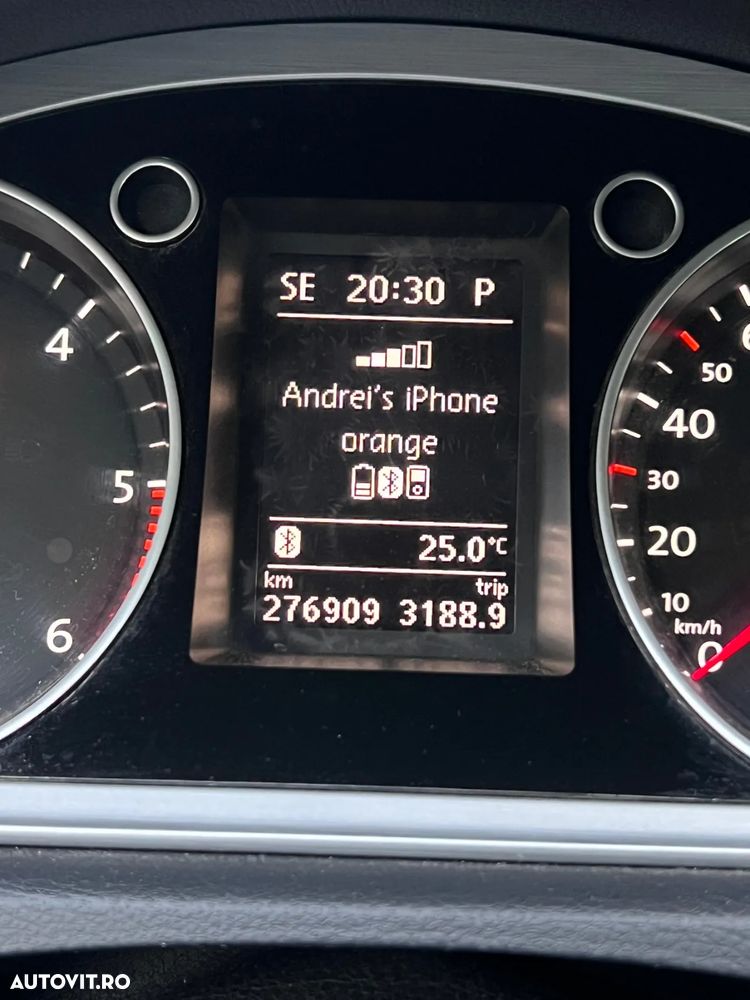 SE 20:30 P
Andrei's iPhone
orange
25.0°C
km trip
276909 3188.9
4
5
6
50
40
30
20
10
km/h
0
AUTOVIT.RO